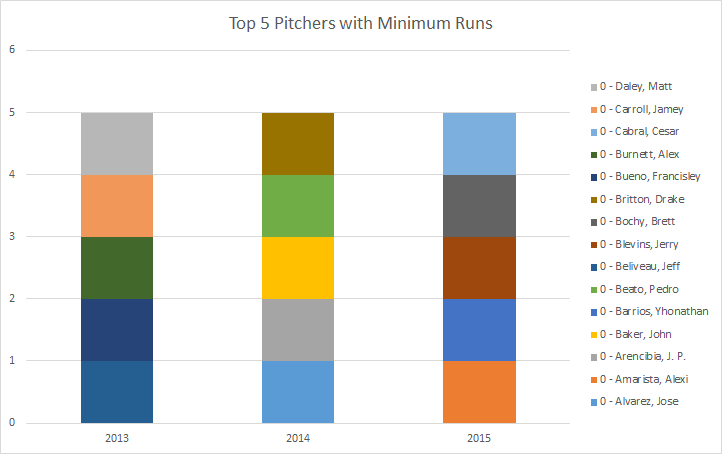 Top 5 Pitchers with Minimum Runs
6
5
4
3
2
1
0
2013
2014
2015
0 - Daley, Matt
0 - Carroll, Jamey
0 - Cabral, Cesar
0 - Burnett, Alex
0 - Bueno, Francisley
0 - Britton, Drake
0 - Bochy, Brett
0 - Blevins, Jerry
0 - Beliveau, Jeff
0 - Beato, Pedro
0 - Barrios, Yhonathan
0 - Baker, John
0 - Arencibia, J. P.
0 - Amarista, Alexi
0 - Alvarez, Jose